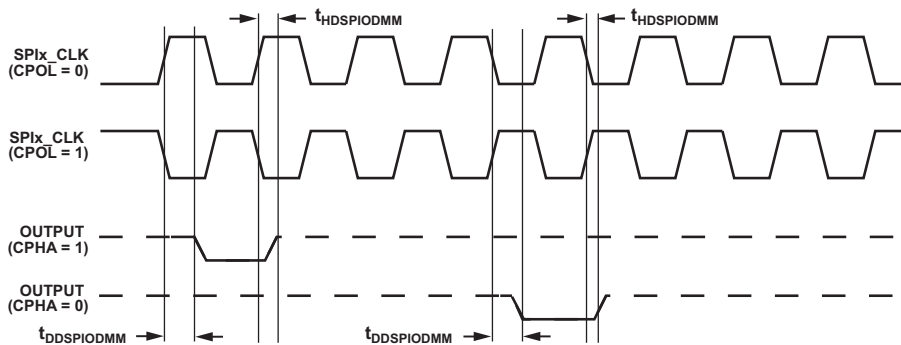 tHDSPIODMM
tHDSPIODMM
SPIx_CLK
(CPOL = 0)
SPIx_CLK
(CPOL = 1)
OUTPUT
(CPHA = 1)
OUTPUT
(CPHA = 0)
tDDSPIODMM
tDDSPIODMM